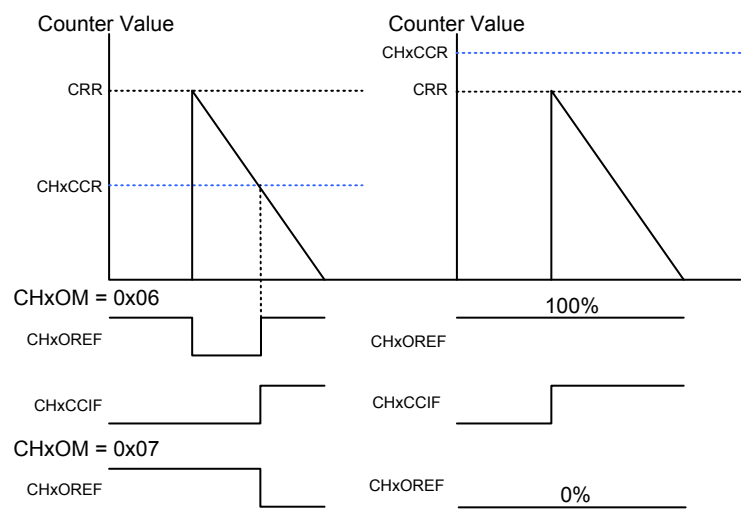 Counter Value
CRR
CHxCCR
CHxOM = 0x06
CHxOREF
CHxCCIF
CHxOM = 0x07
CHxOREF
Counter Value
CHxCCR
CRR
100%
CHxOREF
CHxCCIF
CHxOREF
0%